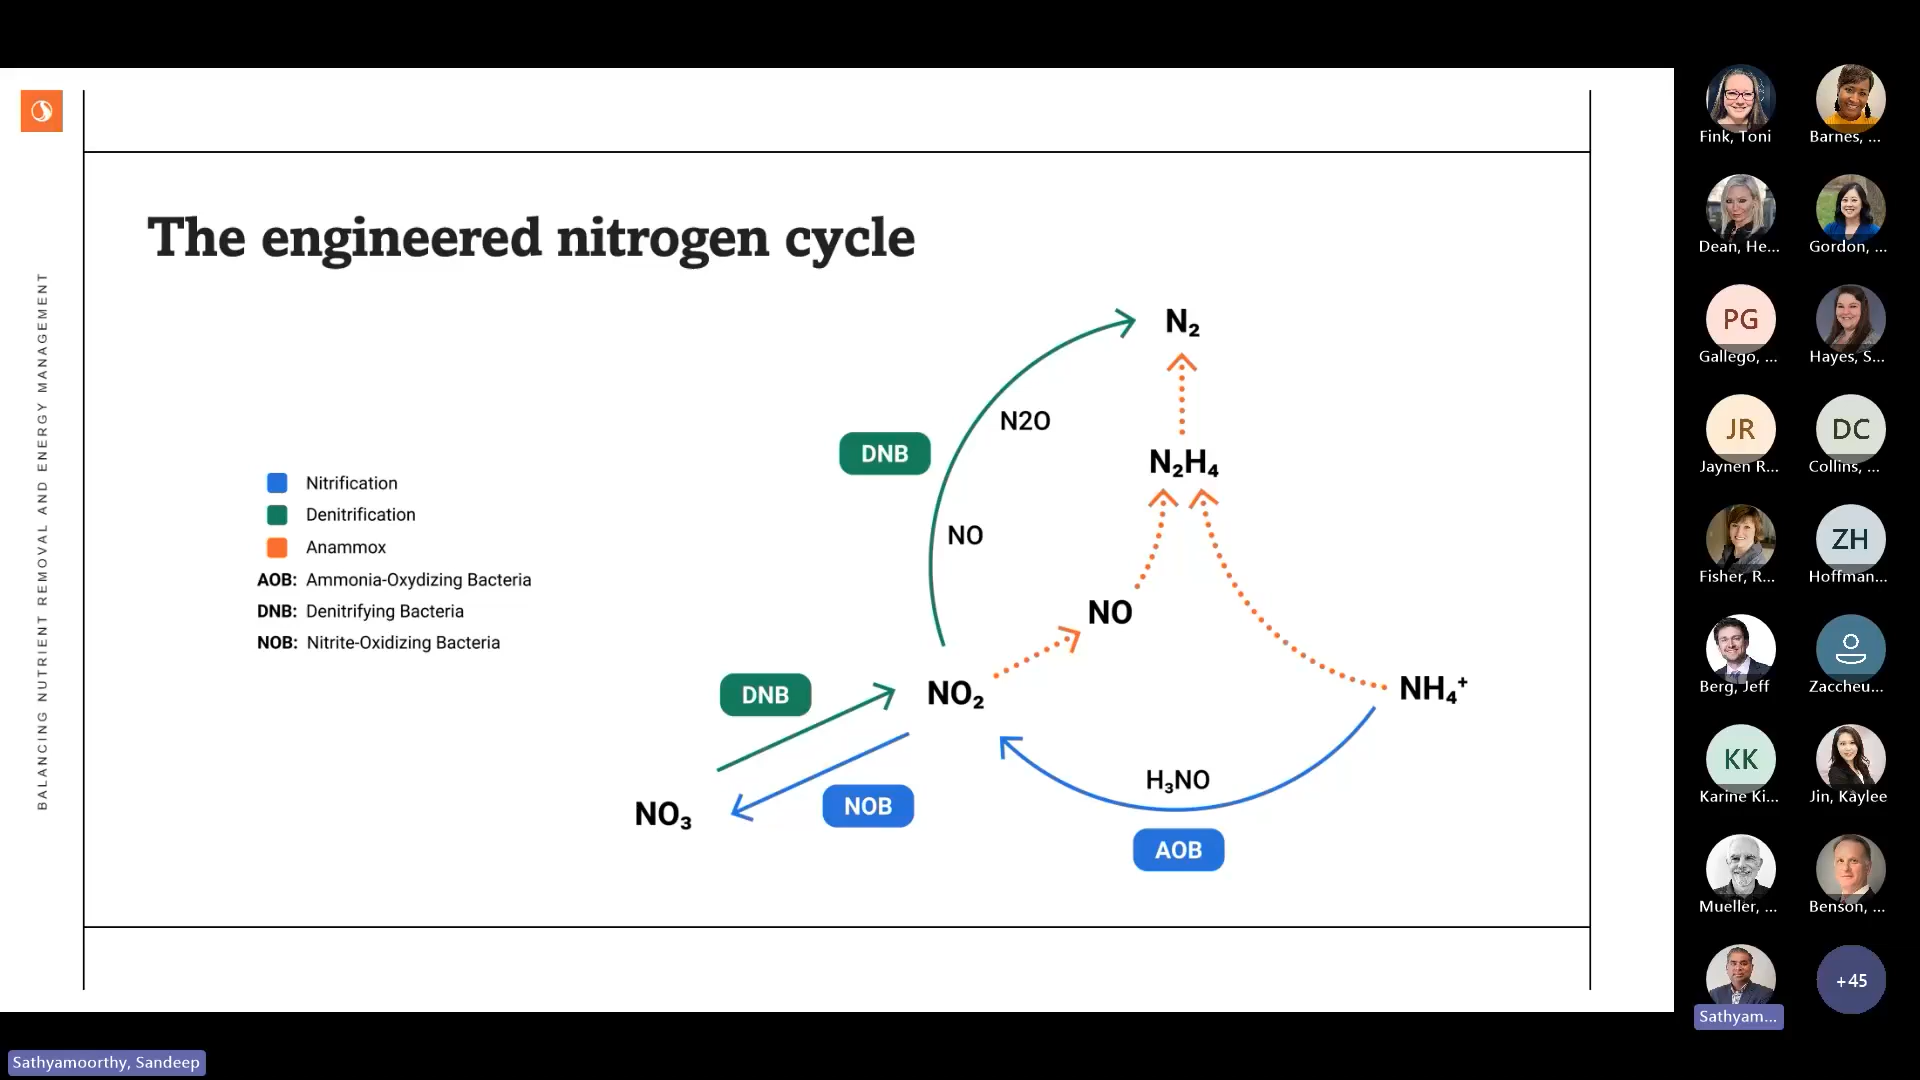 BALANCING NUTRIENT REMOVAL AND ENERGY MANAGEMENT
The engineered nitrogen cycle
Nitrification
Denitrification
Anammox
AOB: Ammonia-Oxydizing Bacteria
DNB: Denitrifying Bacteria
NOB: Nitrite-Oxidizing Bacteria
N₂
N2O
DNB
N₂H₄
NO
NO
DNB
NO₂
NH₄⁺
H₃NO
NOB
NO₃
AOB
Fink, Toni
Barnes, ...
Dean, He...
Gordon, ...
PG
Gallego, ...
Hayes, S...
JR
Jaynen R...
DC
Collins, ...
Fisher, R...
ZH
Hoffman...
Berg, Jeff
Zaccheu...
KK
Karine Ki...
Jin, Kaylee
Mueller, ...
Benson, ...
Sathyam...
+45
Sathyamoorthy, Sandeep